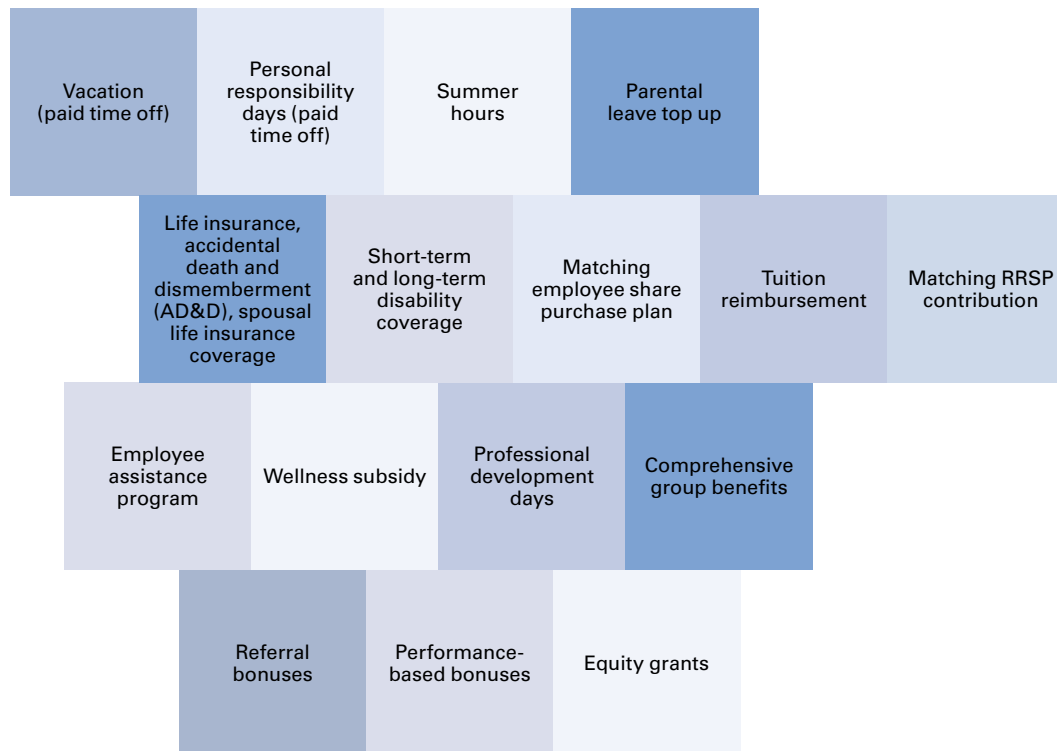 Vacation
(paid time off)
Personal
responsibility
days (paid
time off)
Summer
hours
Parental
leave top up
Life insurance,
accidental
death and
dismemberment
(AD&D), spousal
life insurance
coverage
Short-term
and long-term
disability
coverage
Matching
employee share
purchase plan
Tuition
reimbursement
Matching RRSP
contribution
Employee
assistance
program
Wellness subsidy
Professional
development
days
Comprehensive
group benefits
Referral
bonuses
Performance-
based bonuses
Equity grants